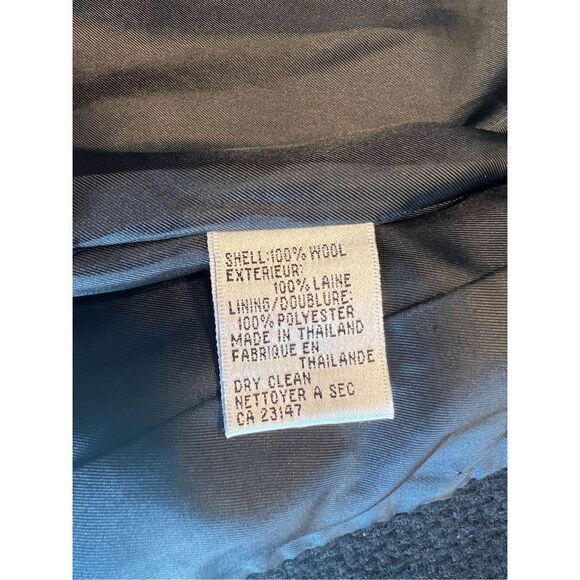 SHELL:100% WOOL
EXTERIEUR:
100% LAINE
LINING/DOUBLURE:
100% POLYESTER
MADE IN THAILAND
FABRIQUE EN
THAILANDE
DRY CLEAN
NETTOYER A SEC
CA 23147